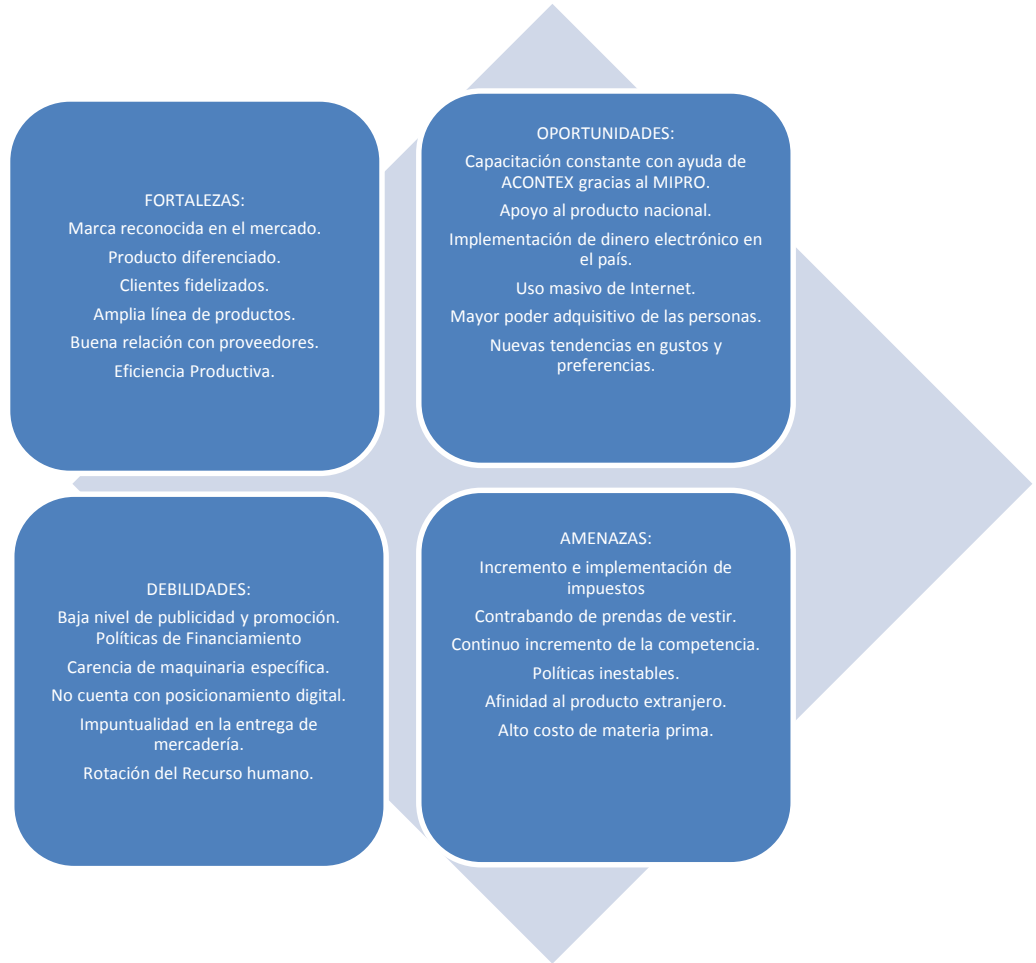 FORTALEZAS:
Marca reconocida en el mercado.
Producto diferenciado.
Clientes fidelizados.
Amplia línea de productos.
Buena relación con proveedores.
Eficiencia Productiva.
OPORTUNIDADES:
Capacitación constante con ayuda de
ACONTEX gracias al MIPRO.
Apoyo al producto nacional.
Implementación de dinero electrónico en
el país.
Uso masivo de Internet.
Mayor poder adquisitivo de las personas.
Nuevas tendencias en gustos y
preferencias.
DEBILIDADES:
Baja nivel de publicidad y promoción.
Políticas de Financiamiento
Carencia de maquinaria específica.
No cuenta con posicionamiento digital.
Impuntualidad en la entrega de
mercadería.
Rotación del Recurso humano.
AMENAZAS:
Incremento e implementación de
impuestos
Contrabando de prendas de vestir.
Continuo incremento de la competencia.
Políticas inestables.
Afinidad al producto extranjero.
Alto costo de materia prima.